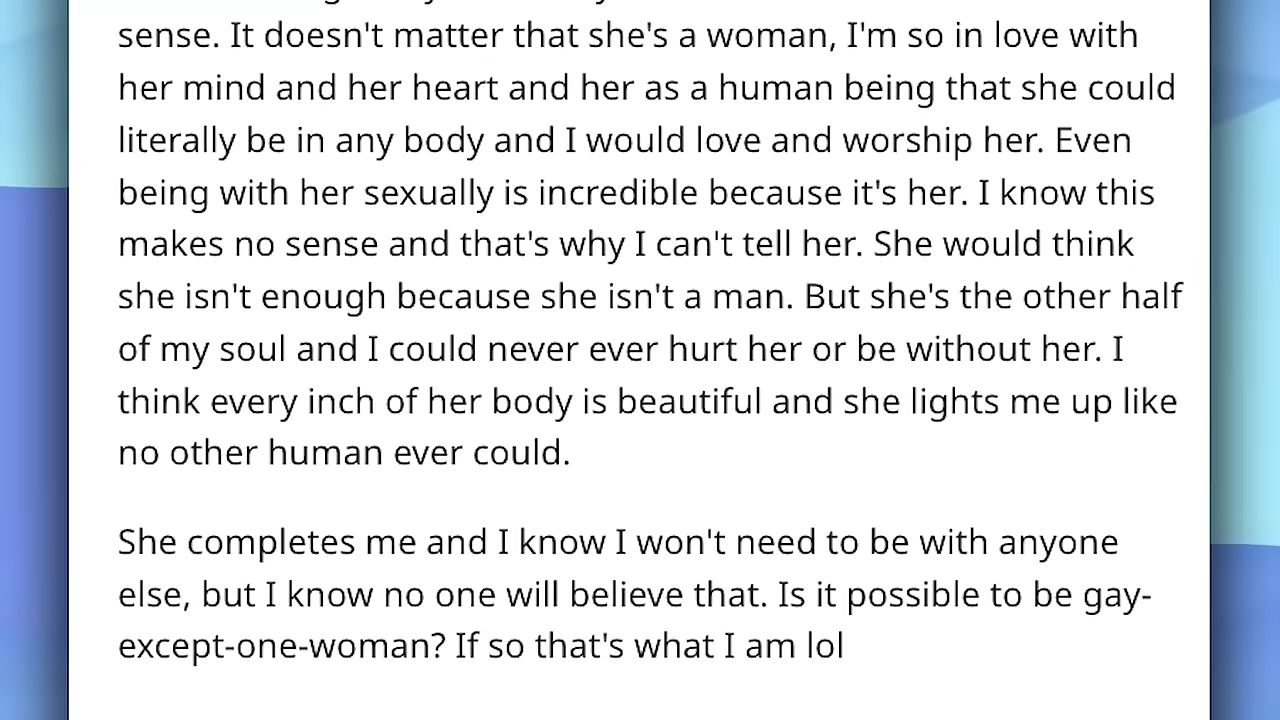 sense. It doesn't matter that she's a woman, I'm so in love with
her mind and her heart and her as a human being that she could
literally be in any body and I would love and worship her. Even
being with her sexually is incredible because it's her. I know this
makes no sense and that's why I can't tell her. She would think
she isn't enough because she isn't a man. But she's the other half
of my soul and I could never ever hurt her or be without her. I
think every inch of her body is beautiful and she lights me up like
no other human ever could.
She completes me and I know I won't need to be with anyone
else, but I know no one will believe that. Is it possible to be gay-
except-one-woman? If so that's what I am lol